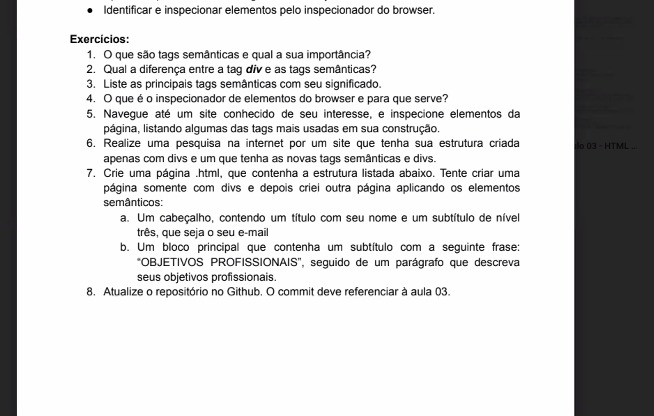 ● Identificar e inspecionar elementos pelo inspecionador do browser.
Exercícios:
1. O que são tags semânticas e qual a sua importância?
2. Qual a diferença entre a tag div e as tags semânticas?
3. Liste as principais tags semânticas com seu significado.
4. O que é o inspecionador de elementos do browser e para que serve?
5. Navegue até um site conhecido de seu interesse, e inspecione elementos da
página, listando algumas das tags mais usadas em sua construção.
6. Realize uma pesquisa na internet por um site que tenha sua estrutura criada
apenas com divs e um que tenha as novas tags semânticas e divs.
7. Crie uma página .html, que contenha a estrutura listada abaixo. Tente criar uma
página somente com divs e depois criei outra página aplicando os elementos
semânticos:
a. Um cabeçalho, contendo um título com seu nome e um subtítulo de nível
três, que seja o seu e-mail
b. Um bloco principal que contenha um subtítulo com a seguinte frase:
“OBJETIVOS PROFISSIONAIS”, seguido de um parágrafo que descreva
seus objetivos profissionais.
8. Atualize o repositório no Github. O commit deve referenciar à aula 03.
03 - HTML ...